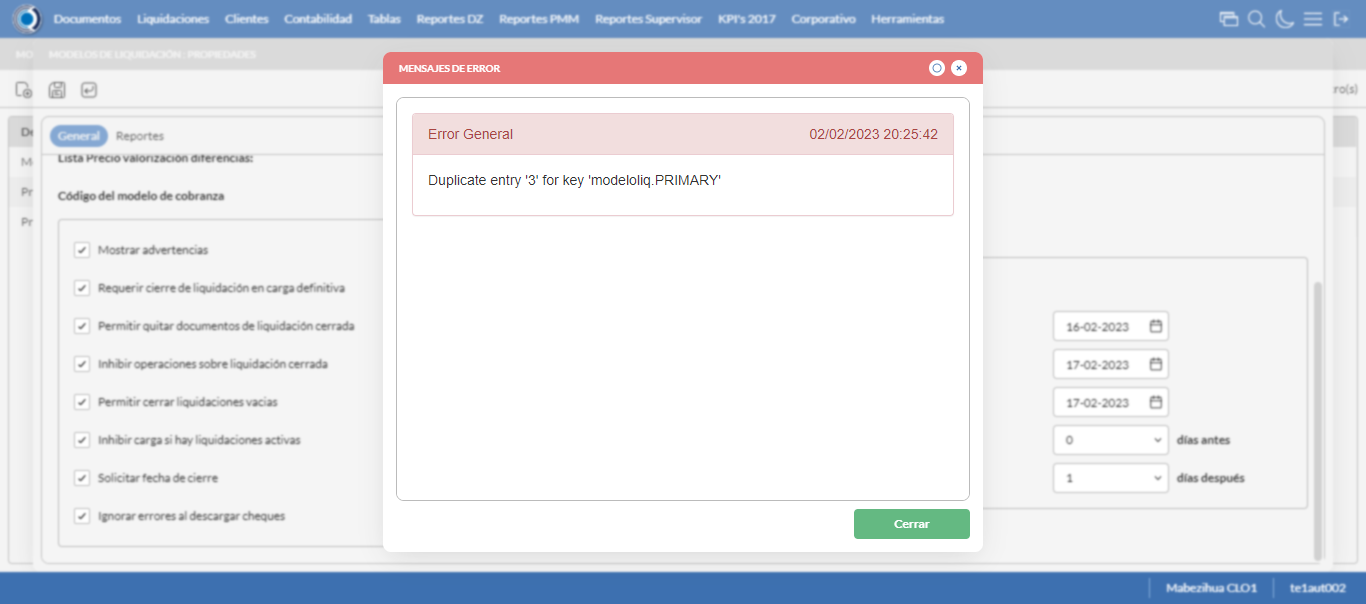 Documentos Liquidaciones Clientes Contabilidad Tablas Reportes DZ Reportes PMM Reportes Supervisor KPI's 2017 Corporativo Herramientas
MO MODELOS DE LIQUIDACIÓN : PROPIEDADES
MENSAJES DE ERROR
ro(s)
General Reportes
De
Lista Precio valorización diferencias:
M
Código del modelo de cobranza
Pr
Pr
Error General 02/02/2023 20:25:42
Duplicate entry '3' for key 'modeloliq.PRIMARY'
Mostrar advertencias
Requerir cierre de liquidación en carga definitiva
Permitir quitar documentos de liquidación cerrada 16-02-2023
Inhibir operaciones sobre liquidación cerrada 17-02-2023
Permitir cerrar liquidaciones vacias 17-02-2023
Inhibir carga si hay liquidaciones activas 0 días antes
Solicitar fecha de cierre 1 días después
Ignorar errores al descargar cheques
Cerrar
Mabezihua CLO1 te1aut002